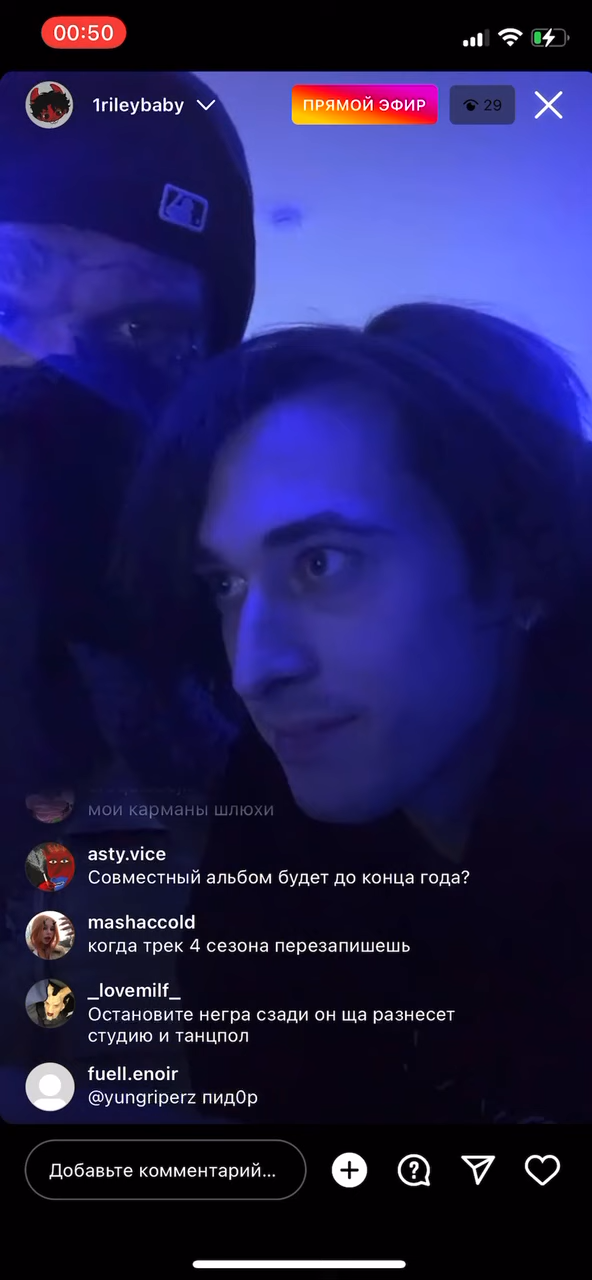 00:50
1rileybaby
ПРЯМОЙ ЭФИР
29
мои карманы шлюхи
asty.vice
Совместный альбом будет до конца года?
mashaccold
когда трек 4 сезона перезапишешь
_lovemilf_
Остановите негра сзади он ща разнесет
студию и танцпол
fuell.enoir
@yungriperz пид0р
Добавьте комментарий...